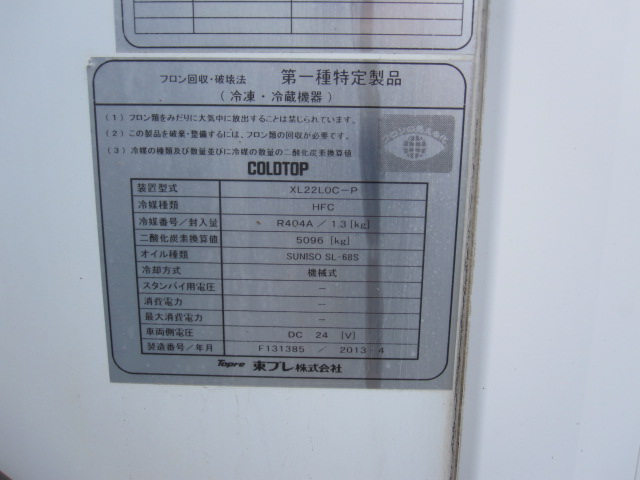 フロン回収・破壊法 第一種特定製品
(冷凍・冷蔵機器)
(1) フロン類をみだりに大気中に放出することは禁じられています。
(2) この製品を廃棄・整備するには、フロン類の回収が必要です。
(3) 冷媒の種類及び数量並びに冷媒の数量の二酸化炭素換算値
COLDTOP
装置型式 XL22LOC-P
冷媒種類 HFC
冷媒番号/封入量 R404A / 1.3 [kg]
二酸化炭素換算値 5096 [kg]
オイル種類 SUNISO SL-68S
冷却方式 機械式
スタンバイ用電圧 -
消費電力 -
最大消費電力 -
車両側電圧 DC 24 [V]
製造番号/年月 F131385 / 2013-4
Topre 東プレ株式会社